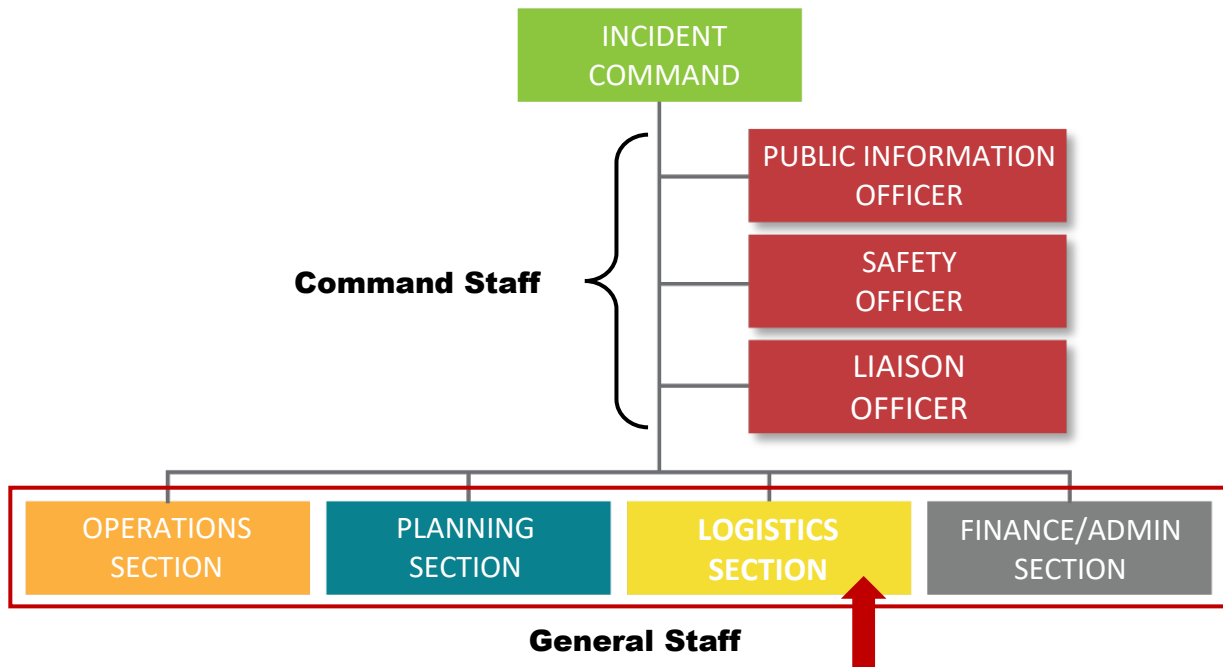 INCIDENT
COMMAND
PUBLIC INFORMATION
OFFICER
Command Staff
SAFETY
OFFICER
LIAISON
OFFICER
OPERATIONS
SECTION
PLANNING
SECTION
LOGISTICS
SECTION
FINANCE/ADMIN
SECTION
General Staff